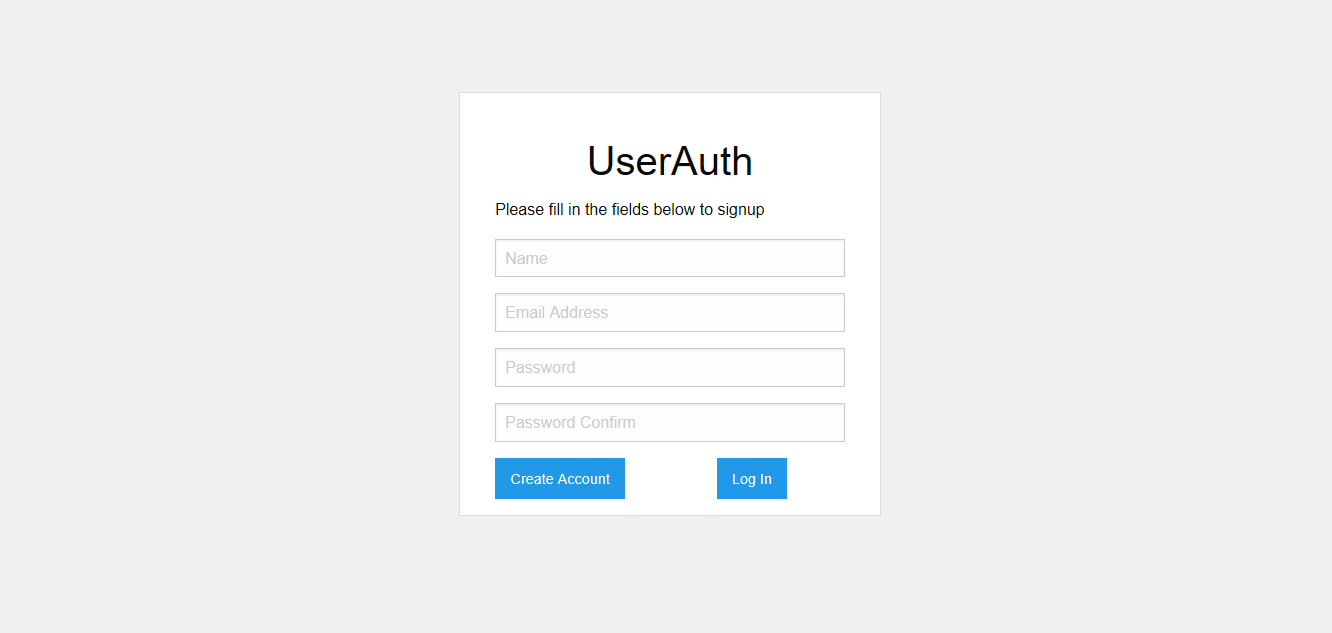 UserAuth
Please fill in the fields below to signup
Name
Email Address
Password
Password Confirm
Create Account Log In